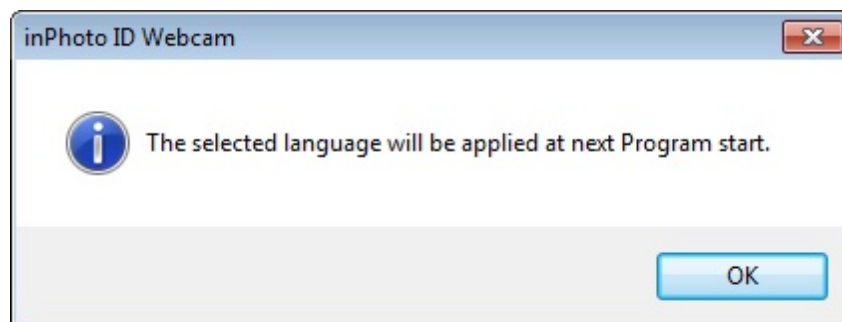 inPhoto ID Webcam
The selected language will be applied at next Program start.
OK